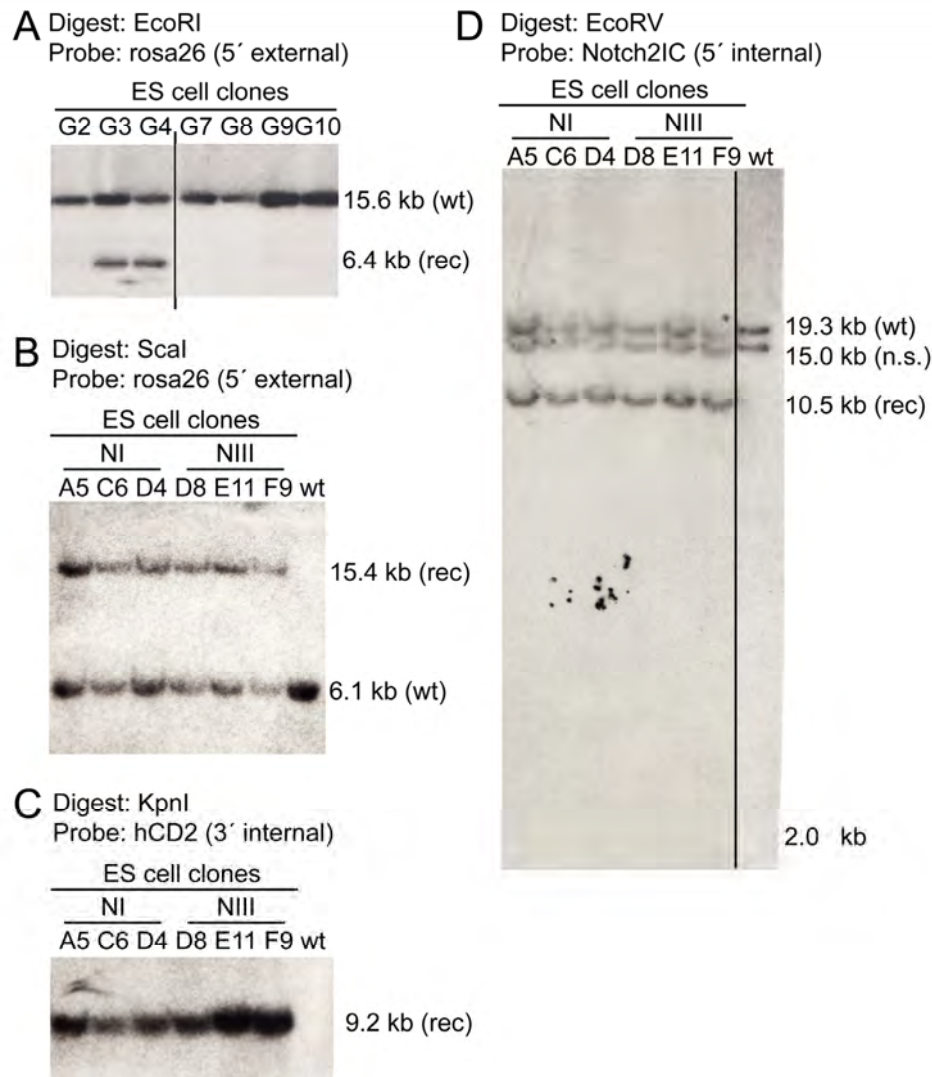 A Digest: EcoRI
Probe: rosa26 (5´ external)
ES cell clones
G2 G3 G4 G7 G8 G9 G10
15.6 kb (wt)
6.4 kb (rec)
B Digest: ScaI
Probe: rosa26 (5´ external)
ES cell clones
NI NIII
A5 C6 D4 D8 E11 F9 wt
15.4 kb (rec)
6.1 kb (wt)
C Digest: KpnI
Probe: hCD2 (3´ internal)
ES cell clones
NI NIII
A5 C6 D4 D8 E11 F9 wt
9.2 kb (rec)
D Digest: EcoRV
Probe: Notch2IC (5´ internal)
ES cell clones
NI NIII
A5 C6 D4 D8 E11 F9 wt
19.3 kb (wt)
15.0 kb (n.s.)
10.5 kb (rec)
2.0 kb